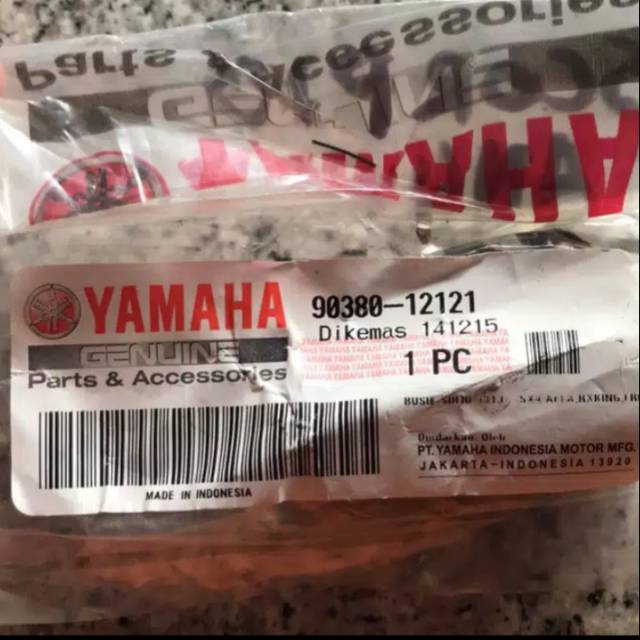 Parts & Accessories
GENUINE
YAMAHA
YAMAHA
GENUINE
Parts & Accessories
90380-12121
Dikemas 141215
1 PC
MADE IN INDONESIA
Diedarkan Oleh
PT.YAMAHA INDONESIA MOTOR MFG.
JAKARTA-INDONESIA 13920